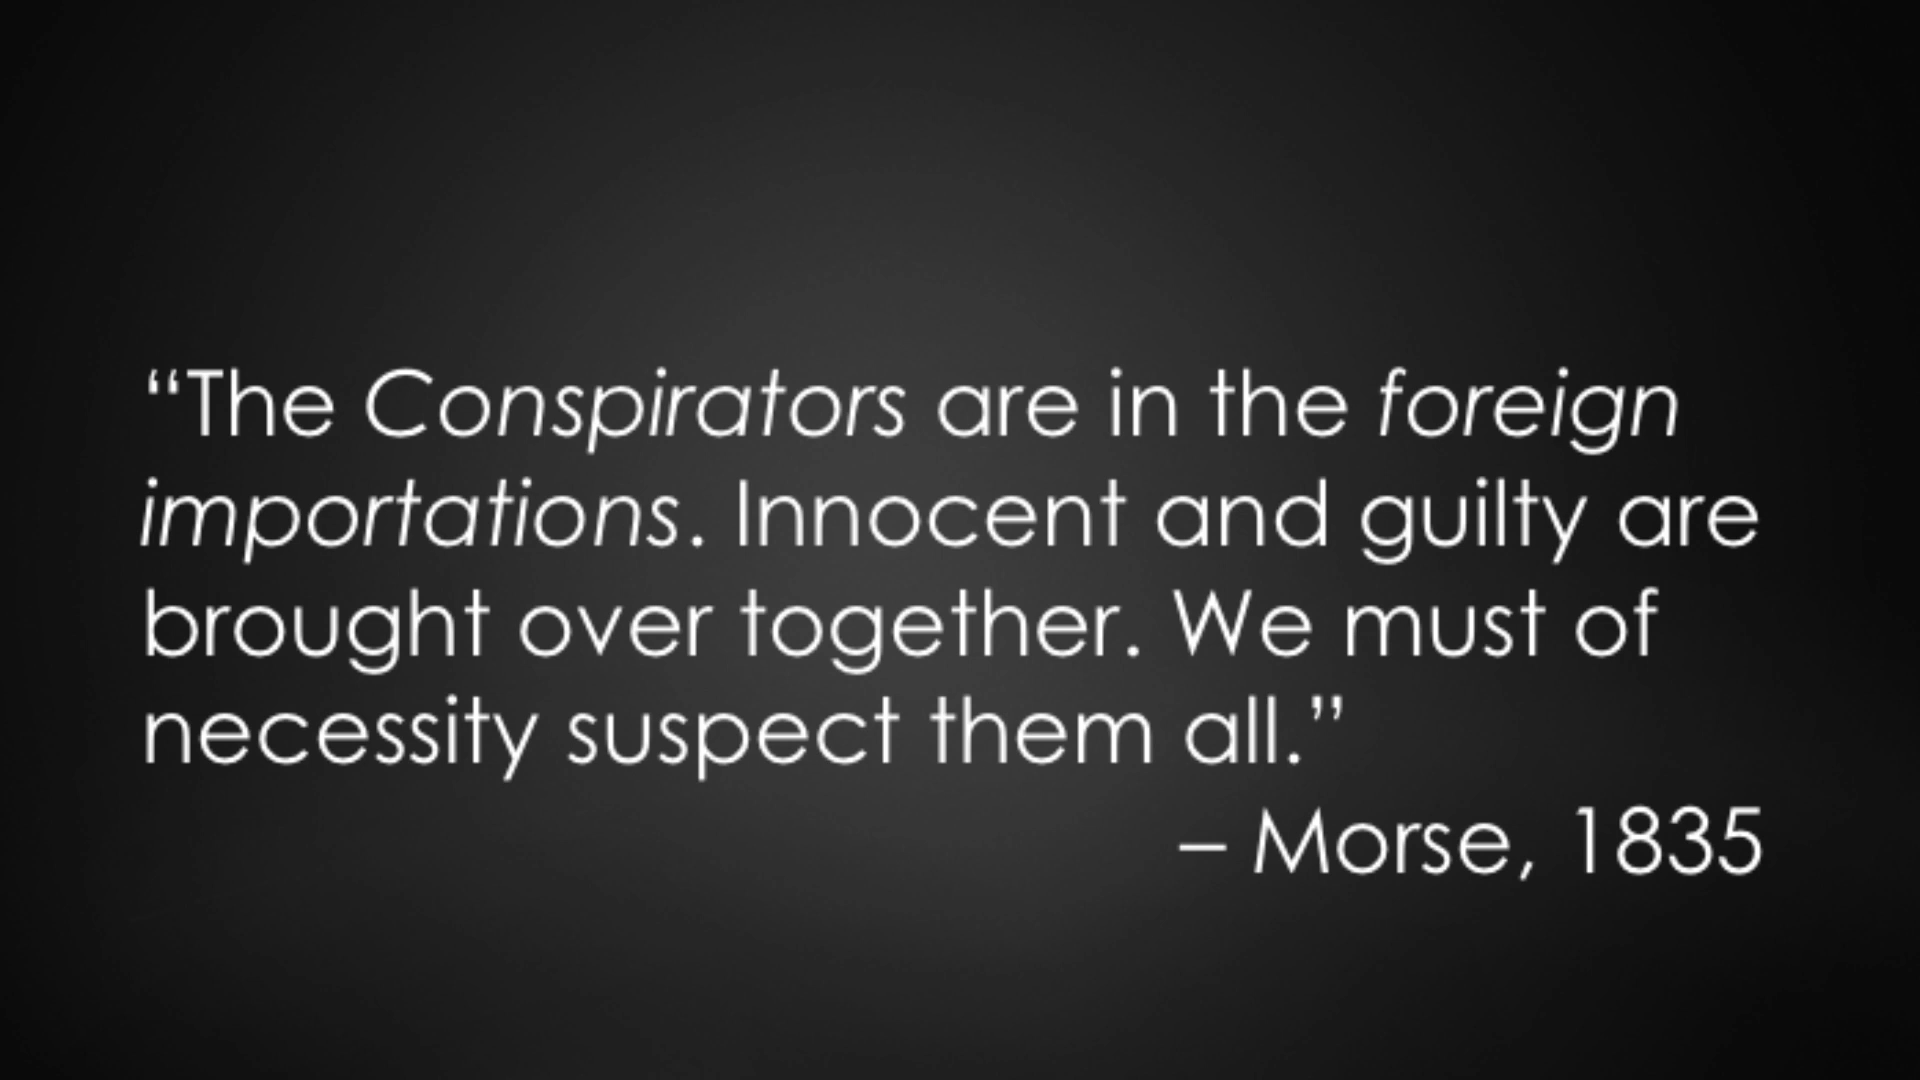 “The Conspirators are in the foreign
importations. Innocent and guilty are
brought over together. We must of
necessity suspect them all.”
– Morse, 1835